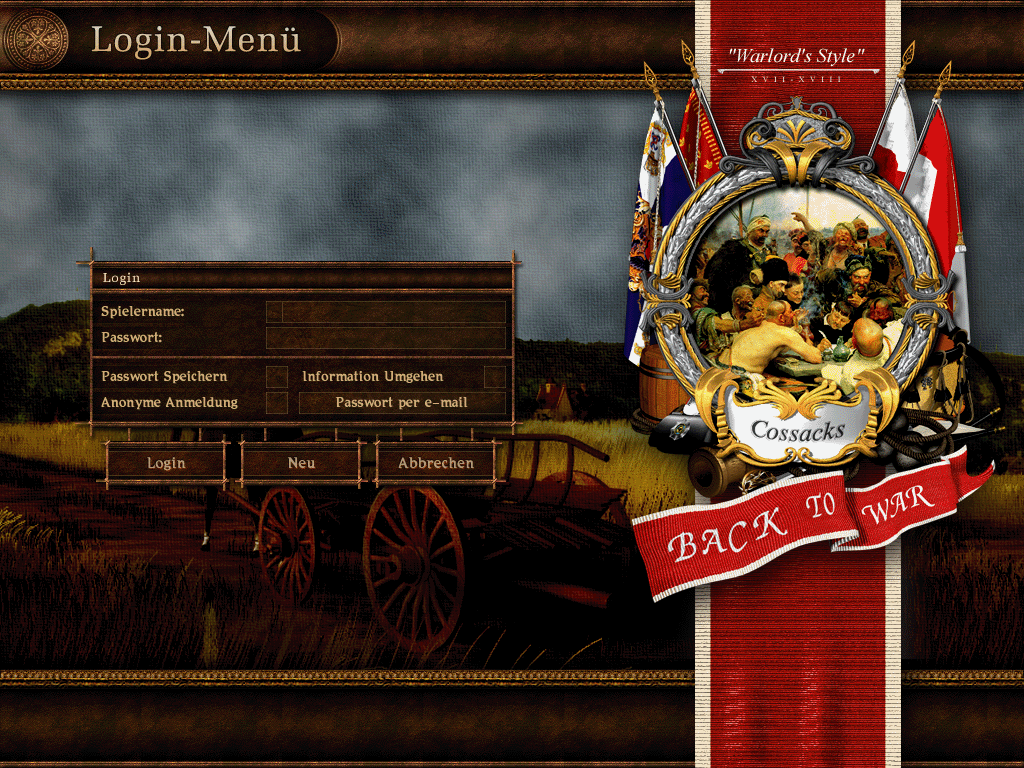 Login-Menü
"Warlord's Style"
XVII-XVIII
Login
Spielername:
Passwort:
Passwort Speichern
Information Umgehen
Anonyme Anmeldung
Passwort per e-mail
Login
Neu
Abbrechen
Cossacks
BACK TO WAR